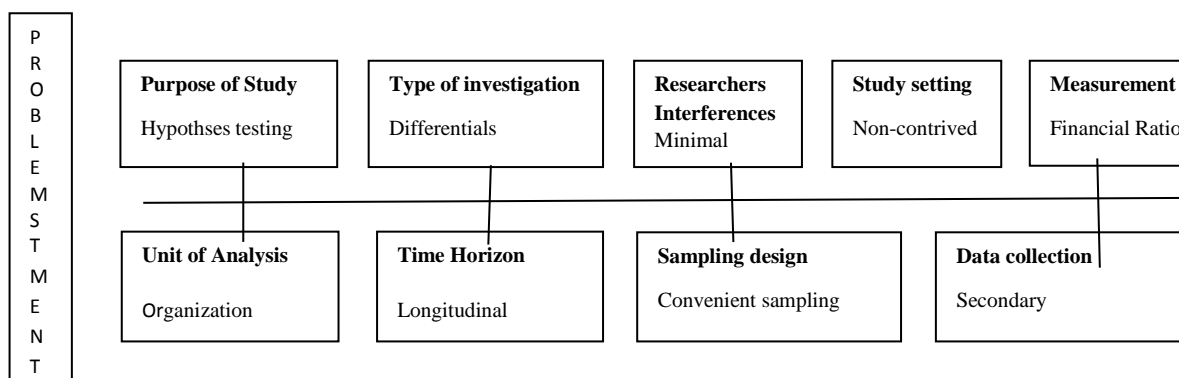 PROBLEMSTMENT
Purpose of Study
Hypothses testing
Type of investigation
Differentials
Researchers
Interferences
Minimal
Study setting
Non-contrived
Measurement
Financial Ratio
Unit of Analysis
Organization
Time Horizon
Longitudinal
Sampling design
Convenient sampling
Data collection
Secondary